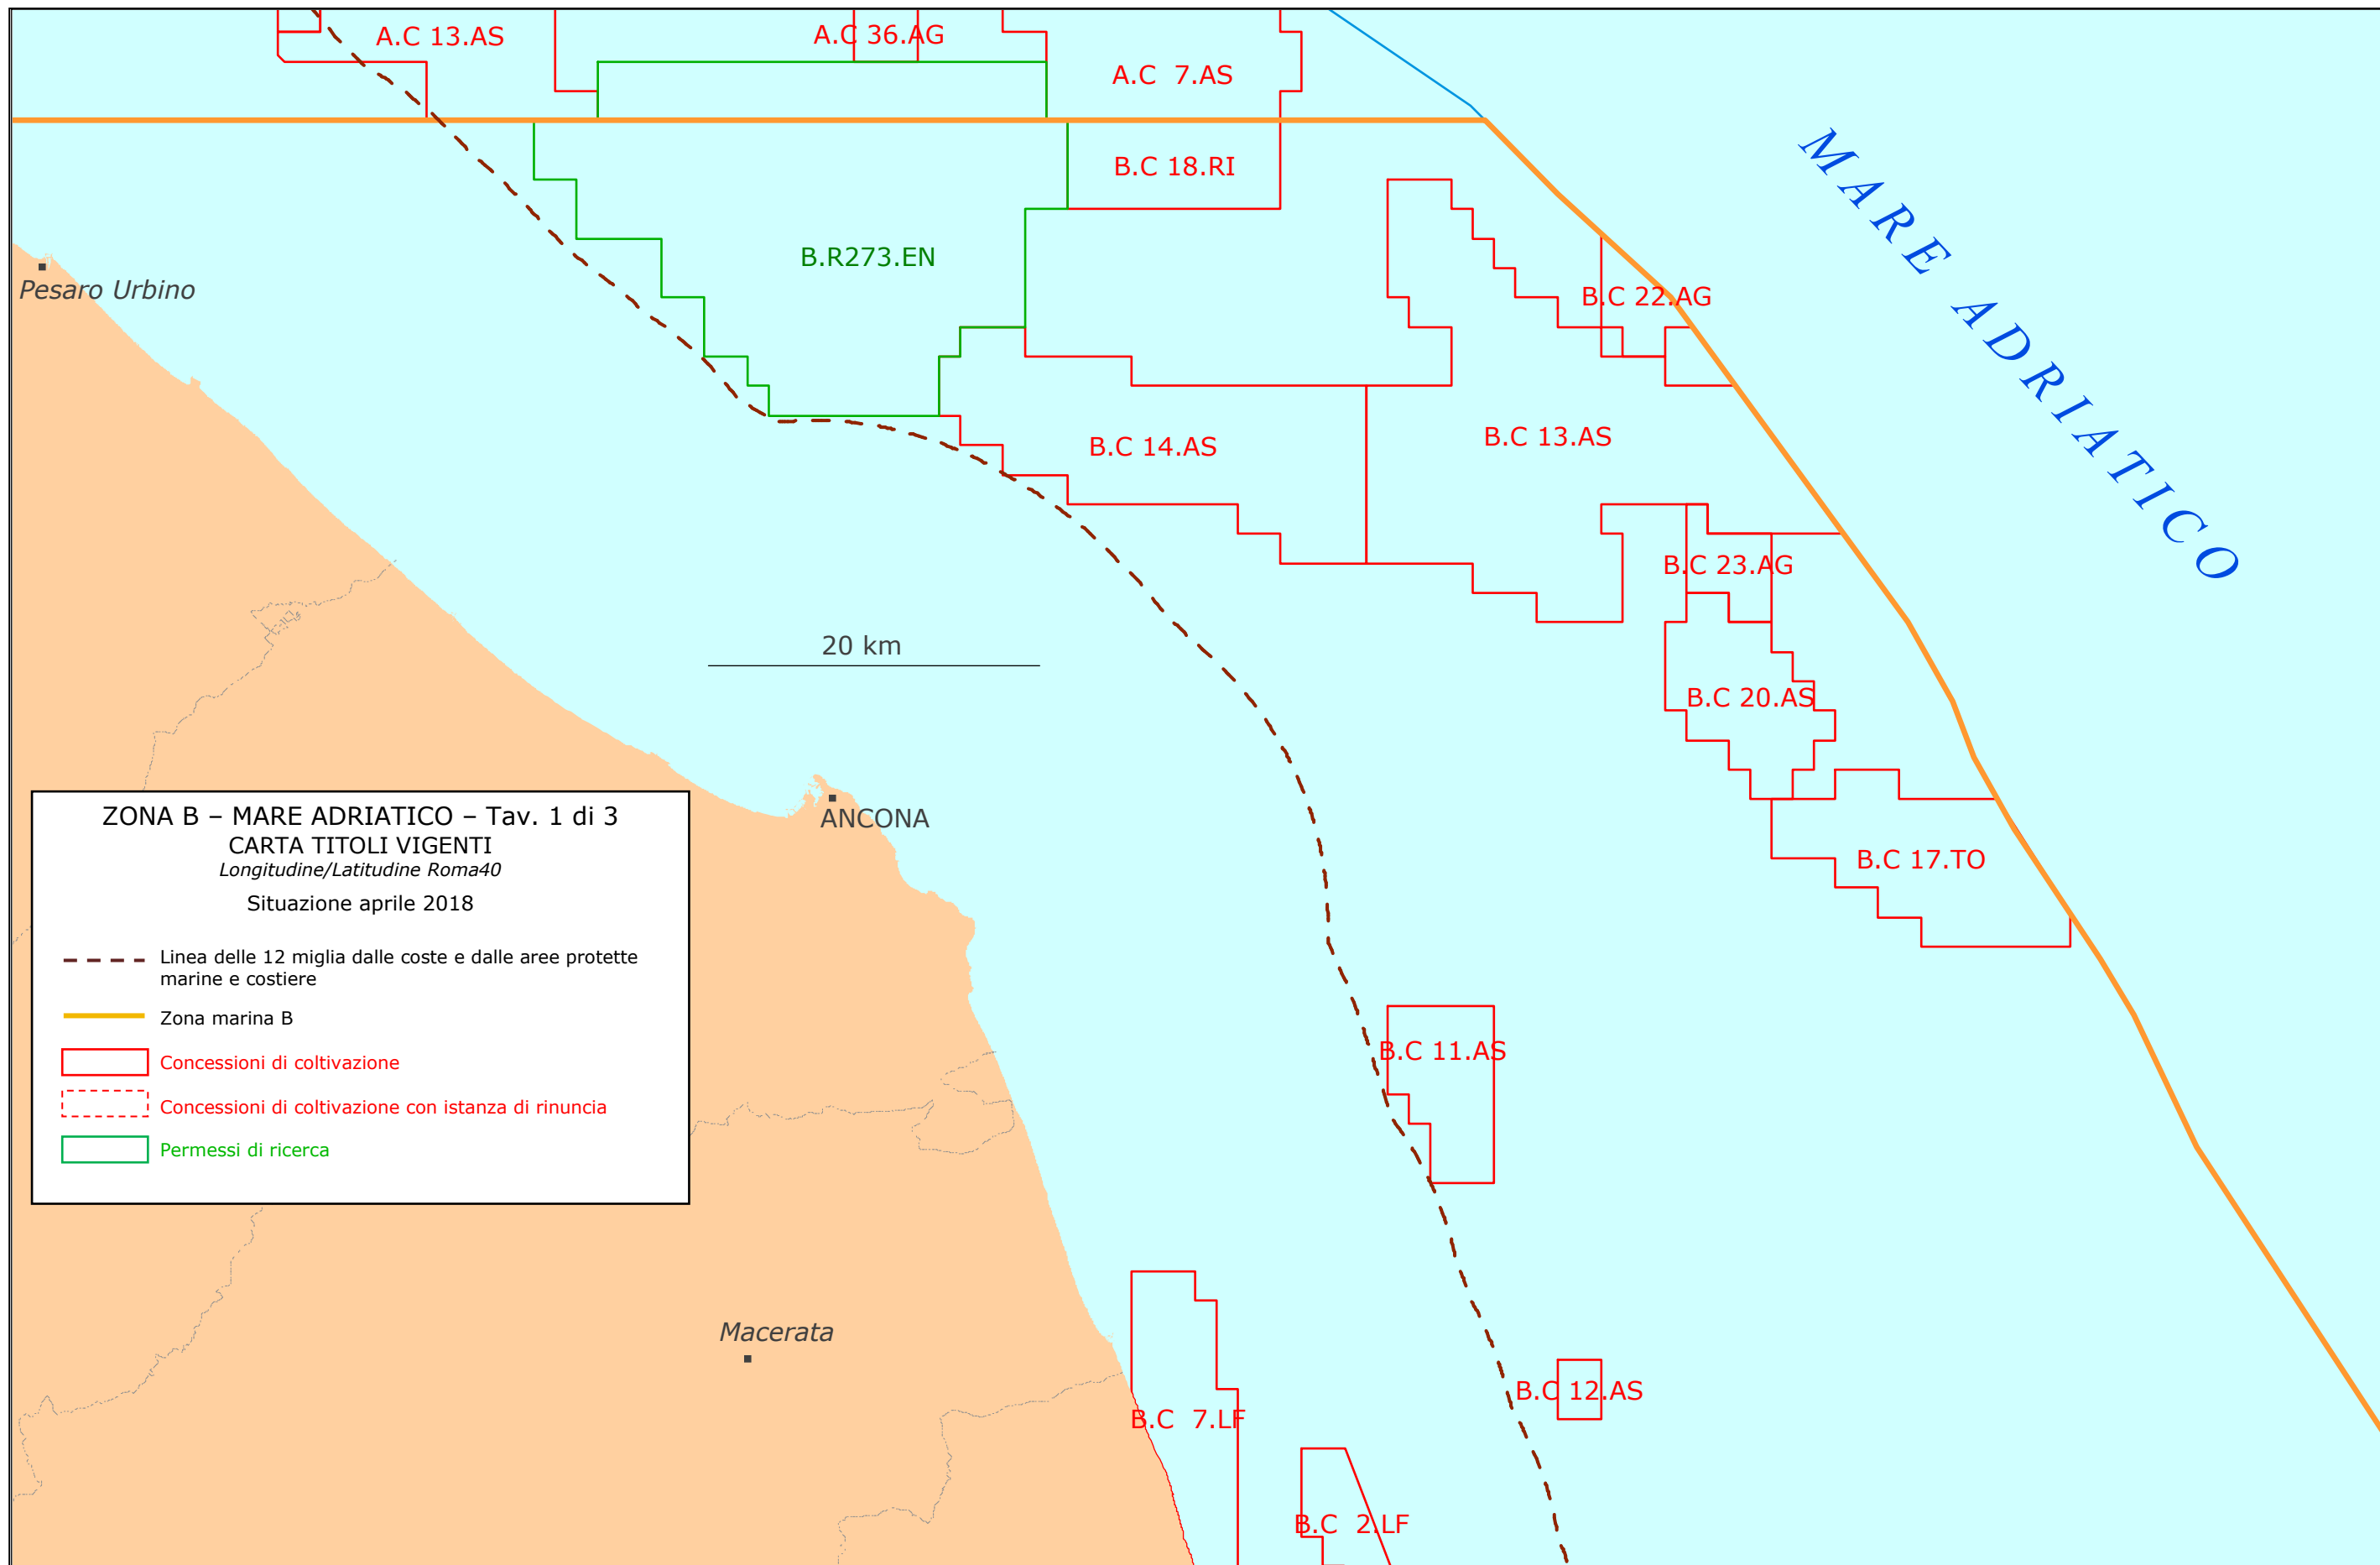 A.C 13.AS
A.C 36.AG
A.C 7.AS
B.C 18.RI
MARE ADRIATICO
B.R273.EN
Pesaro Urbino
B.C 22.AG
B.C 14.AS
B.C 13.AS
B.C 23.AG
20 km
B.C 20.AS
ANCONA
B.C 17.TO
ZONA B – MARE ADRIATICO – Tav. 1 di 3
CARTA TITOLI VIGENTI
Longitudine/Latitudine Roma40
Situazione aprile 2018
Linea delle 12 miglia dalle coste e dalle aree protette
marine e costiere
Zona marina B
Concessioni di coltivazione
Concessioni di coltivazione con istanza di rinuncia
Permessi di ricerca
B.C 11.AS
Macerata
B.C 12.AS
B.C 7.LF
B.C 2.LF